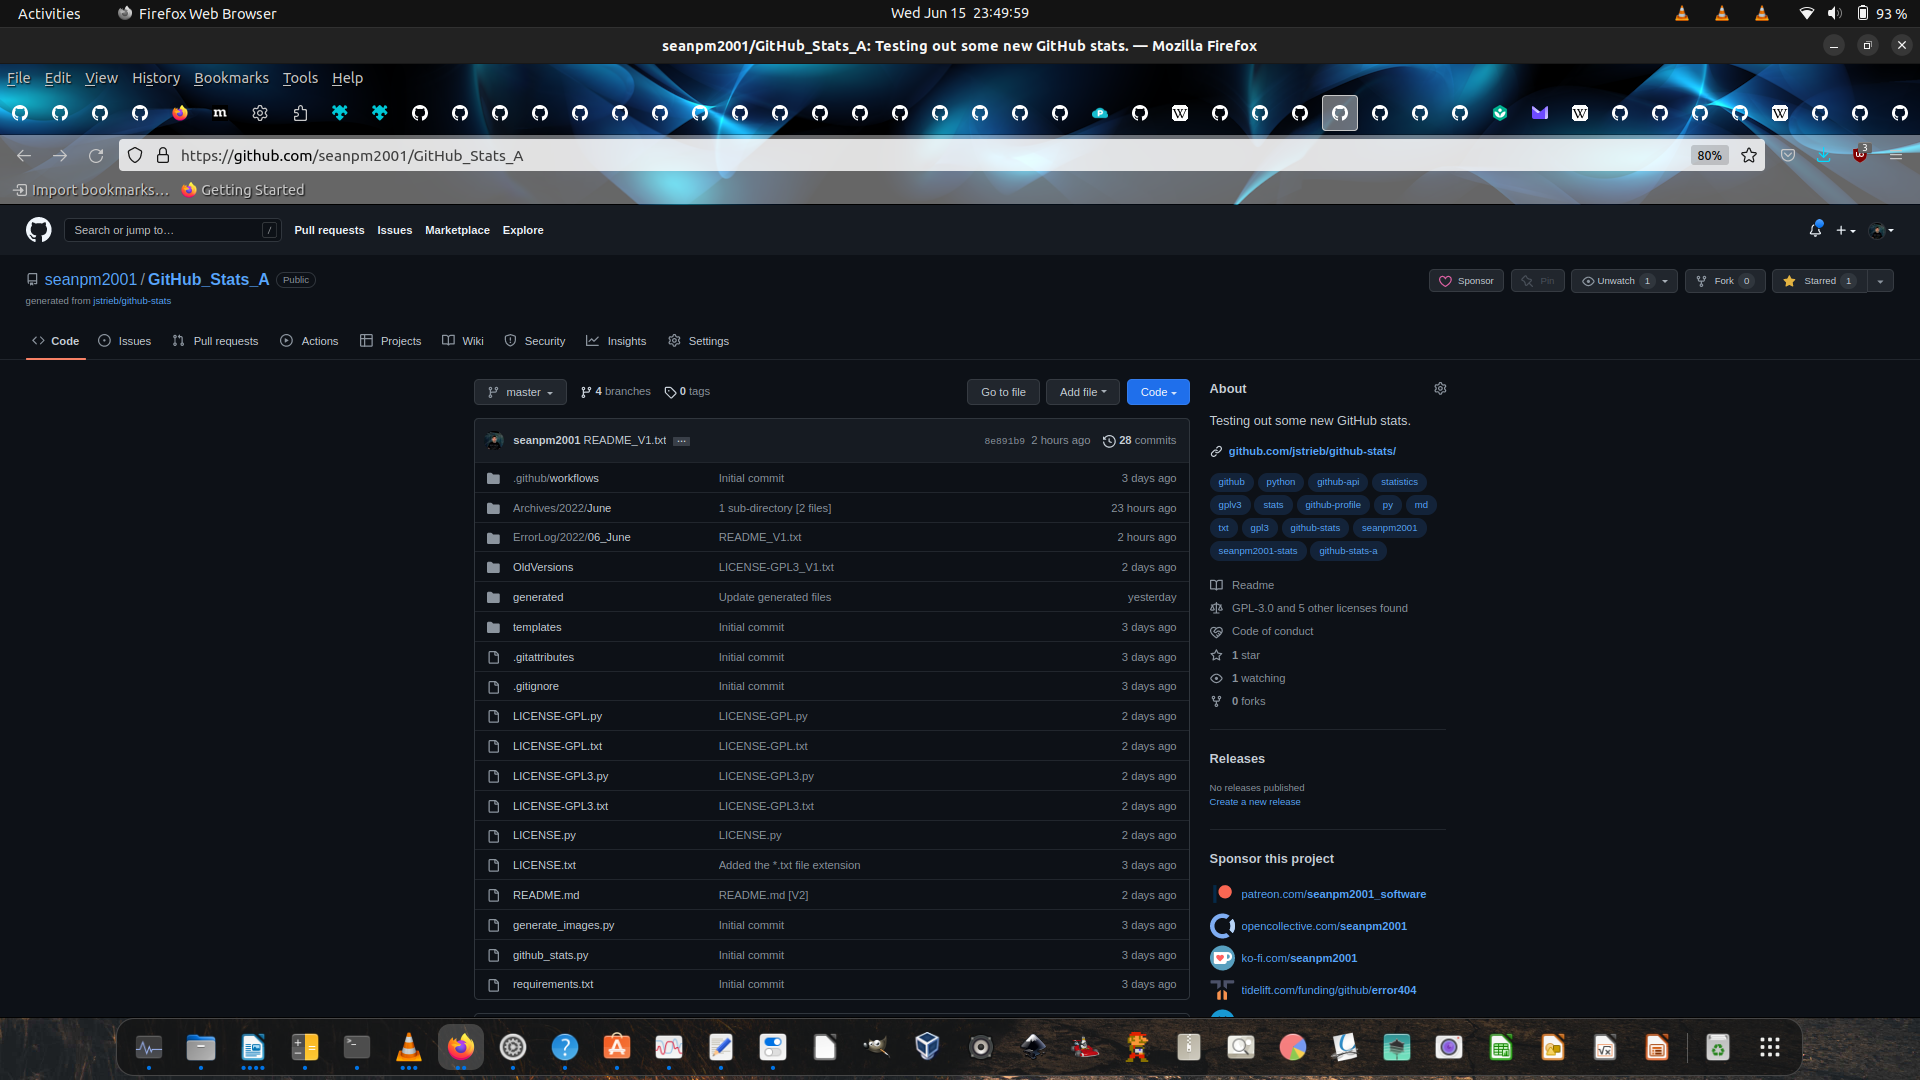 Activities
Firefox Web Browser
Wed Jun 15  23:49:59
93 %
seanpm2001/GitHub_Stats_A: Testing out some new GitHub stats. — Mozilla Firefox
File Edit View History Bookmarks Tools Help
https://github.com/seanpm2001/GitHub_Stats_A
80%
3
Import bookmarks…
Getting Started
Search or jump to…
/
Pull requests Issues Marketplace Explore
seanpm2001 / GitHub_Stats_A
Public
generated from jstrieb/github-stats
Sponsor
Pin
Unwatch 1
Fork 0
Starred 1
Code
Issues
Pull requests
Actions
Projects
Wiki
Security
Insights
Settings
master
4 branches
0 tags
Go to file
Add file
Code
seanpm2001 README_V1.txt
8e891b9 2 hours ago
28 commits
.github/workflows Initial commit 3 days ago
Archives/2022/June 1 sub-directory [2 files] 23 hours ago
ErrorLog/2022/06_June README_V1.txt 2 hours ago
OldVersions LICENSE-GPL3_V1.txt 2 days ago
generated Update generated files yesterday
templates Initial commit 3 days ago
.gitattributes Initial commit 3 days ago
.gitignore Initial commit 3 days ago
LICENSE-GPL.py LICENSE-GPL.py 2 days ago
LICENSE-GPL.txt LICENSE-GPL.txt 2 days ago
LICENSE-GPL3.py LICENSE-GPL3.py 2 days ago
LICENSE-GPL3.txt LICENSE-GPL3.txt 2 days ago
LICENSE.py LICENSE.py 2 days ago
LICENSE.txt Added the *.txt file extension 3 days ago
README.md README.md [V2] 2 days ago
generate_images.py Initial commit 3 days ago
github_stats.py Initial commit 3 days ago
requirements.txt Initial commit 3 days ago
About
Testing out some new GitHub stats.
github.com/jstrieb/github-stats/
github python github-api statistics
gplv3 stats github-profile py md
txt gpl3 github-stats seanpm2001
seanpm2001-stats github-stats-a
Readme
GPL-3.0 and 5 other licenses found
Code of conduct
1 star
1 watching
0 forks
Releases
No releases published
Create a new release
Sponsor this project
patreon.com/seanpm2001_software
opencollective.com/seanpm2001
ko-fi.com/seanpm2001
tidelift.com/funding/github/error404